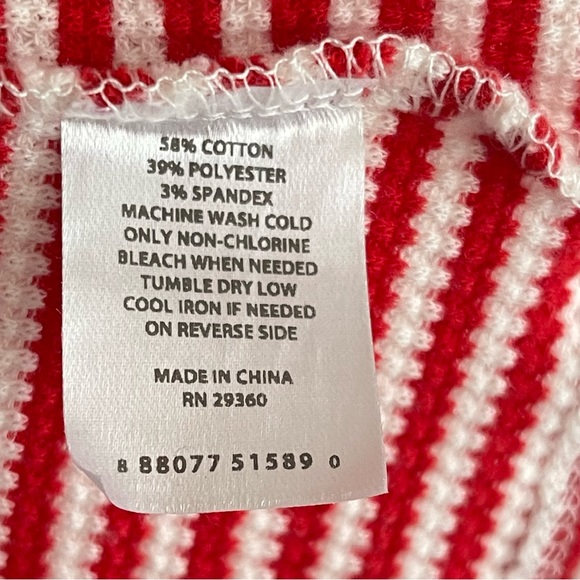 58% COTTON
39% POLYESTER
3% SPANDEX
MACHINE WASH COLD
ONLY NON-CHLORINE
BLEACH WHEN NEEDED
TUMBLE DRY LOW
COOL IRON IF NEEDED
ON REVERSE SIDE
MADE IN CHINA
RN 29360
8 88077 51589 0